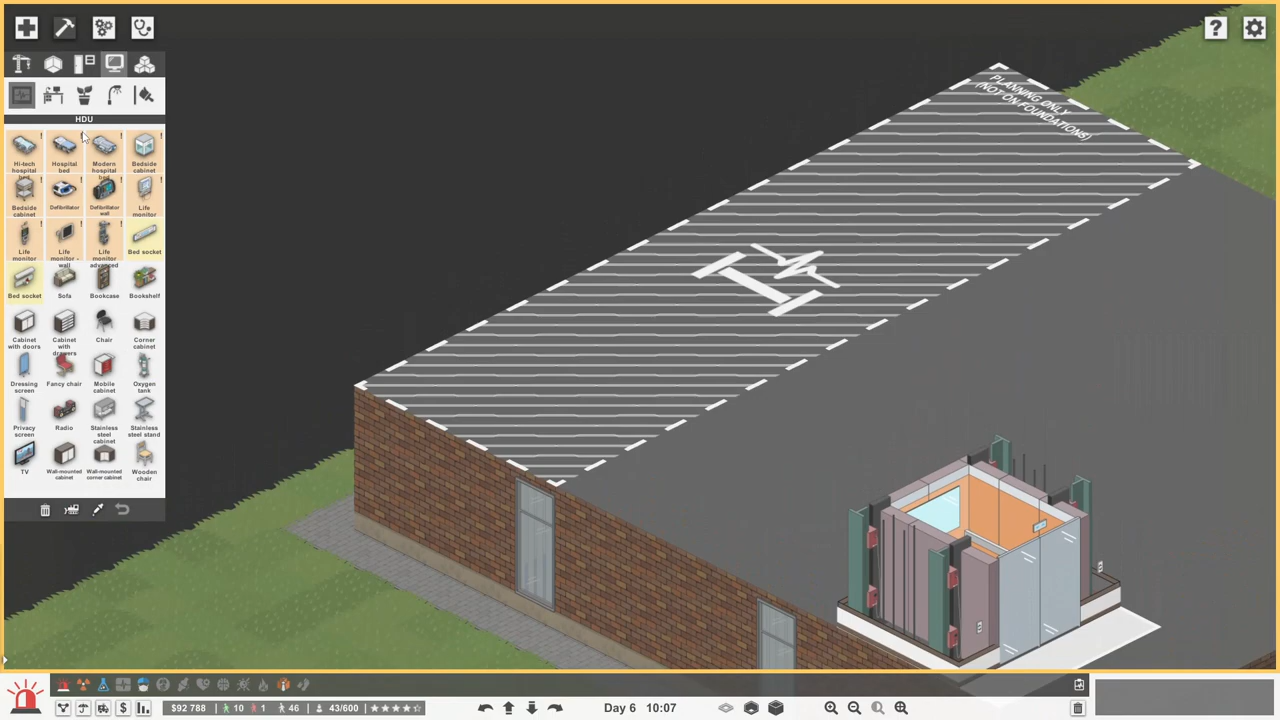 ?
PLANNING ONLY
(NOT ON FOUNDATIONS)
HDU
Hi-tech hospital bed
Hospital bed
Modern hospital bed
Bedside cabinet
Bedside cabinet
Defibrillator
Defibrillator wall
Life monitor
Life monitor
Life monitor - wall
Life monitor advanced
Bed socket
Bed socket
Sofa
Bookcase
Bookshelf
Cabinet with doors
Cabinet with drawers
Chair
Corner cabinet
Dressing screen
Fancy chair
Mobile cabinet
Oxygen tank
Privacy screen
Radio
Stainless steel cabinet
Stainless steel stand
TV
Wall-mounted cabinet
Wall-mounted corner cabinet
Wooden chair
$92 788 10 1 46 43/600
Day 6 10:07